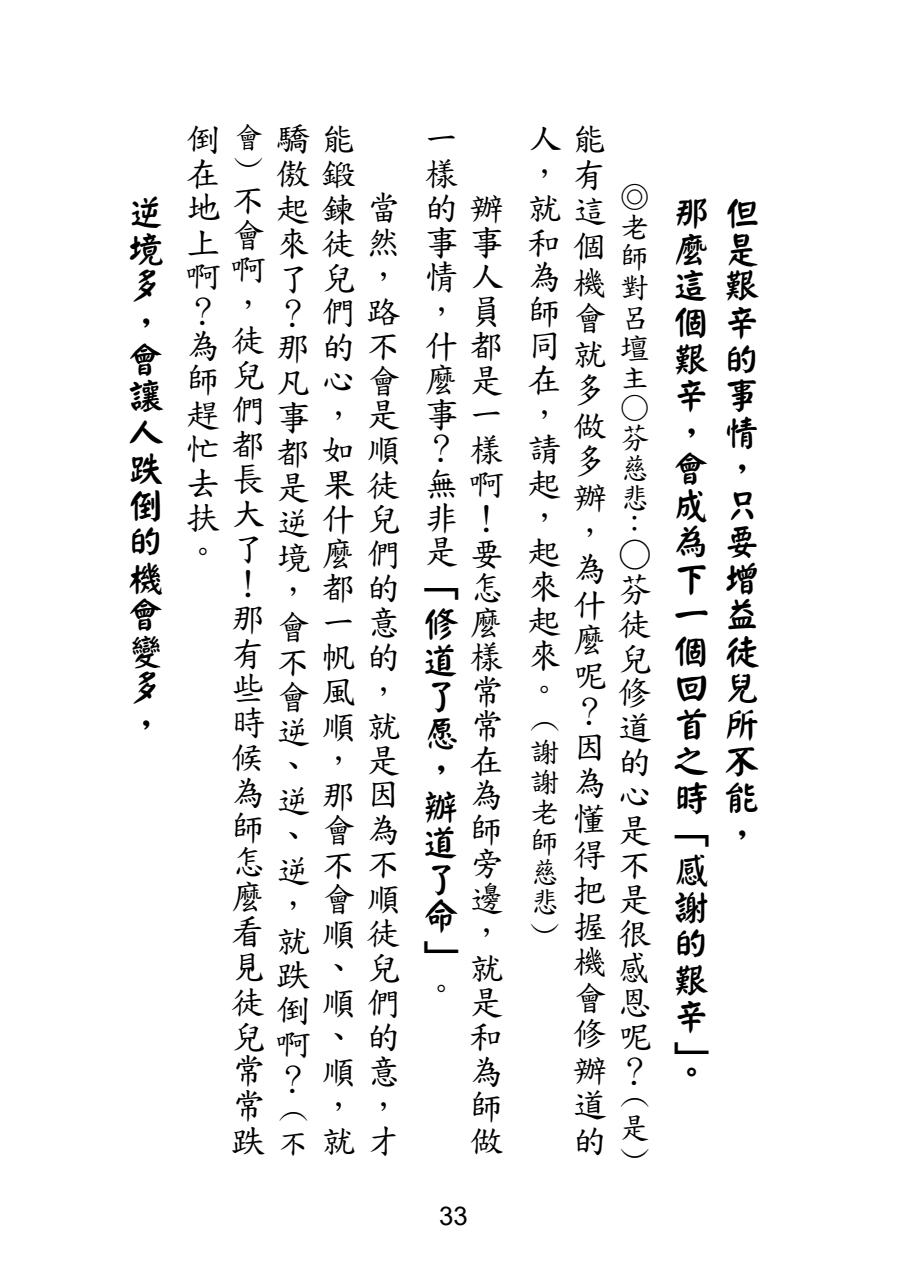 但是艱辛的事情，只要增益徒兒所不能，
那麼這個艱辛，會成為下一個回首之時「感謝的艱辛」。
◎老師對呂壇主〇芬慈悲：〇芬徒兒修道的心是不是很感恩呢？（是）
能有這個機會就多做多辦，為什麼呢？因為懂得把握機會修辦道的
人，就和為師同在，請起，起來起來。（謝謝老師慈悲）
辦事人員都是一樣啊！要怎麼樣常常在為師旁邊，就是和為師做
一樣的事情，什麼事？無非是「修道了愿，辦道了命」。
當然，路不會是順徒兒們的意的，就是因為不順徒兒們的意，才
能鍛鍊徒兒們的心，如果什麼都一帆風順，那會不會順、順、順，就
驕傲起來了？那凡事都是逆境，會不會逆、逆、逆，就跌倒啊？（不
會）不會啊，徒兒們都長大了！那有些時候為師怎麼看見徒兒常常跌
倒在地上啊？為師趕忙去扶。
逆境多，會讓人跌倒的機會變多，
33